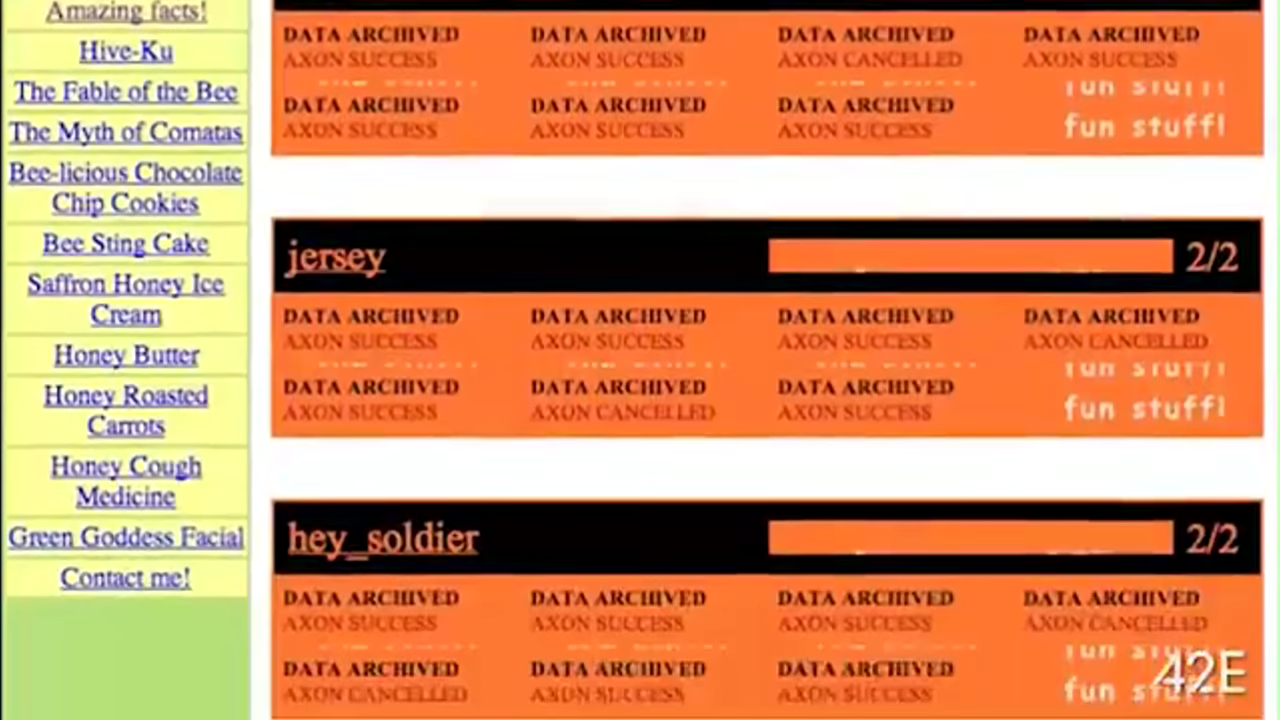 Amazing facts!
Hive-Ku
The Fable of the Bee
The Myth of Comatas
Bee-licious Chocolate
Chip Cookies
Bee Sting Cake
Saffron Honey Ice
Cream
Honey Butter
Honey Roasted
Carrots
Honey Cough
Medicine
Green Goddess Facial
Contact me!
DATA ARCHIVED DATA ARCHIVED DATA ARCHIVED DATA ARCHIVED
AXON SUCCESS AXON SUCCESS AXON CANCELLED AXON SUCCESS
fun stuff!
DATA ARCHIVED DATA ARCHIVED DATA ARCHIVED
AXON SUCCESS AXON SUCCESS AXON SUCCESS fun stuff!
jersey 2/2
DATA ARCHIVED DATA ARCHIVED DATA ARCHIVED DATA ARCHIVED
AXON SUCCESS AXON SUCCESS AXON SUCCESS AXON CANCELLED
fun stuff!
DATA ARCHIVED DATA ARCHIVED DATA ARCHIVED
AXON SUCCESS AXON CANCELLED AXON SUCCESS fun stuff!
hey_soldier 2/2
DATA ARCHIVED DATA ARCHIVED DATA ARCHIVED DATA ARCHIVED
AXON SUCCESS AXON SUCCESS AXON SUCCESS AXON CANCELLED
fun stuff!
DATA ARCHIVED DATA ARCHIVED DATA ARCHIVED
AXON CANCELLED AXON SUCCESS AXON SUCCESS fun stuff!
42E